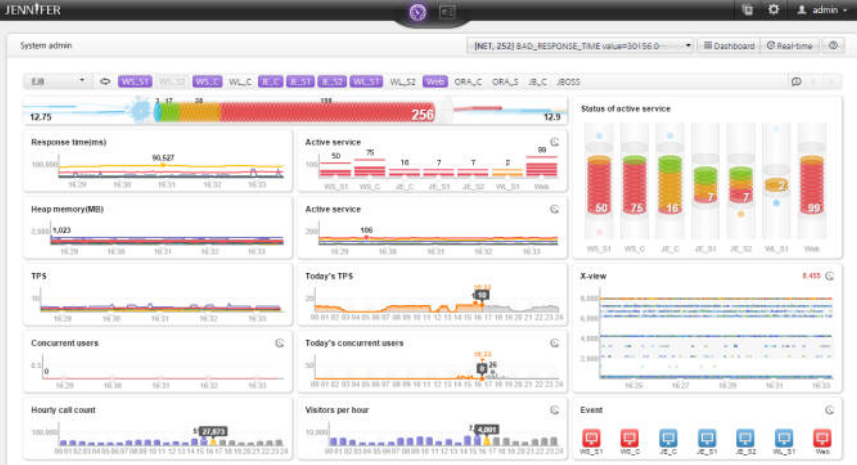 JENNIFER
admin
System admin
[NET, 252] BAD_RESPONSE_TIME value=30156.0
Dashboard
Real-time
WS_S1 WS_S2 WS_C WL_C JE_C JE_S1 JE_S2 WL_S1 WL_S2 Web ORA_C ORA_S JB_C JBOSS
3 17 38 198
12.75 256 12.9
Status of active service
50 75 16 7 7 2 99
WS_S1 WS_C JE_C JE_S1 JE_S2 WL_S1 Web
Response time(ms)
90,527
100,000
16:29 16:30 16:31 16:32 16:33
Active service
50 75 16 7 7 2 99
100
WS_S1 WS_C JE_C JE_S1 JE_S2 WL_S1 Web
Heap memory(MB)
2,000 1,023
16:29 16:30 16:31 16:32 16:33
Active service
200 106
16:29 16:30 16:31 16:32 16:33
TPS
10
16:29 16:30 16:31 16:32 16:33
Today's TPS
16:33
20
00 01 02 03 04 05 06 07 08 09 10 11 12 13 14 15 16 17 18 19 20 21 22 23 24
X-view
8,455
8,000
6,000
4,000
2,000
16:25 16:27 16:29 16:31 16:33
Concurrent users
0.5
0
16:29 16:30 16:31 16:32 16:33
Today's concurrent users
16:33
50 0 26
00 01 02 03 04 05 06 07 08 09 10 11 12 13 14 15 16 17 18 19 20 21 22 23 24
Hourly call count
27,673
100,000
00 01 02 03 04 05 06 07 08 09 10 11 12 13 14 15 16 17 18 19 20 21 22 23 24
Visitors per hour
4,001
10,000
00 01 02 03 04 05 06 07 08 09 10 11 12 13 14 15 16 17 18 19 20 21 22 23 24
Event
WS_S1 WS_C JE_C JE_S1 JE_S2 WL_S1 Web